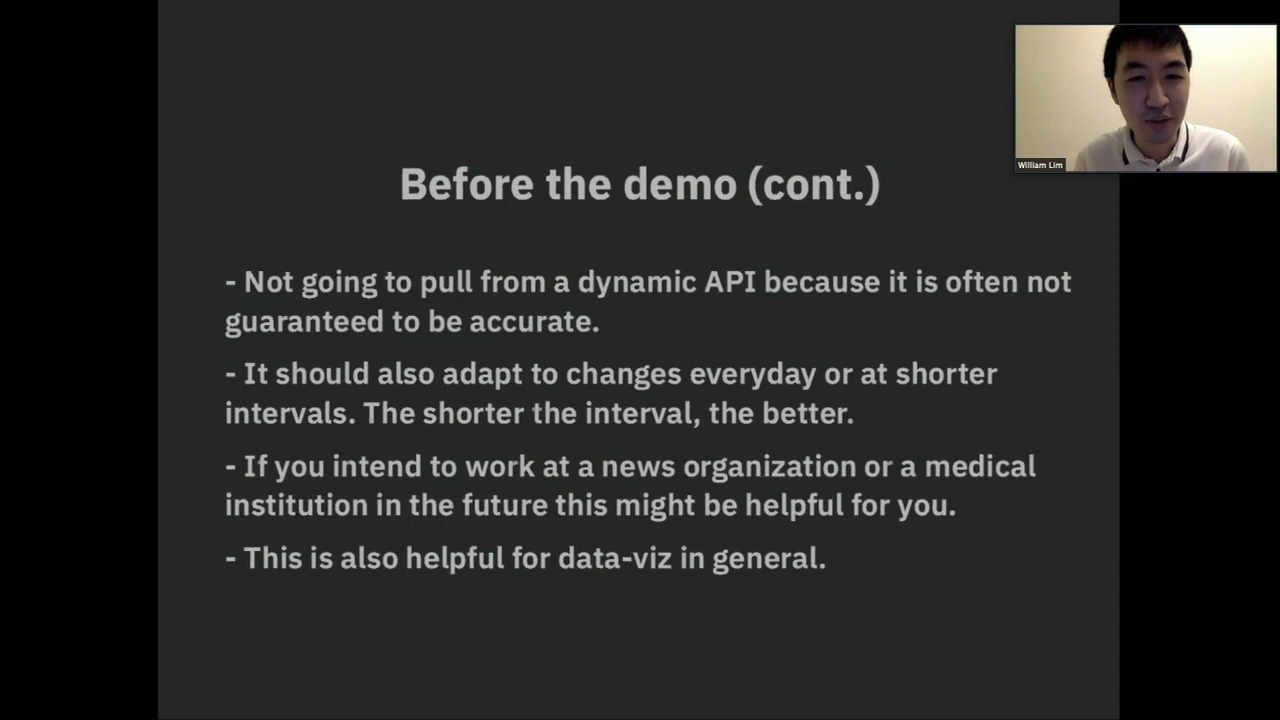 William Lim
Before the demo (cont.)
- Not going to pull from a dynamic API because it is often not
guaranteed to be accurate.
- It should also adapt to changes everyday or at shorter
intervals. The shorter the interval, the better.
- If you intend to work at a news organization or a medical
institution in the future this might be helpful for you.
- This is also helpful for data-viz in general.